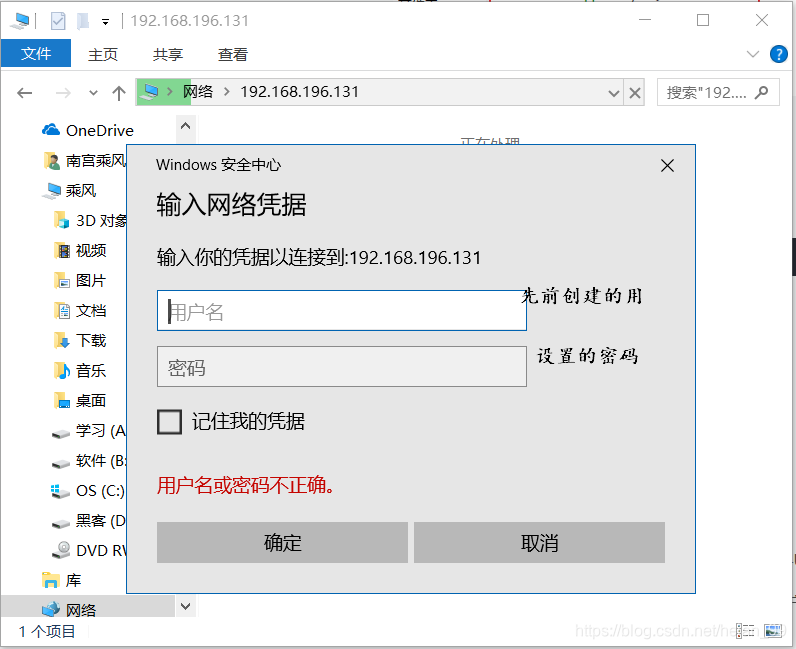 192.168.196.131
文件 主页 共享 查看
网络 192.168.196.131
搜索"192....
OneDrive
正在处理
南宫乘风
乘风
3D 对象
视频
图片
文档
下载
音乐
桌面
学习 (A
软件 (B:
OS (C:)
黑客 (D
DVD RW
库
网络
1 个项目
Windows 安全中心
输入网络凭据
输入你的凭据以连接到:192.168.196.131
用户名
先前创建的用
密码
设置的密码
记住我的凭据
用户名或密码不正确。
确定 取消